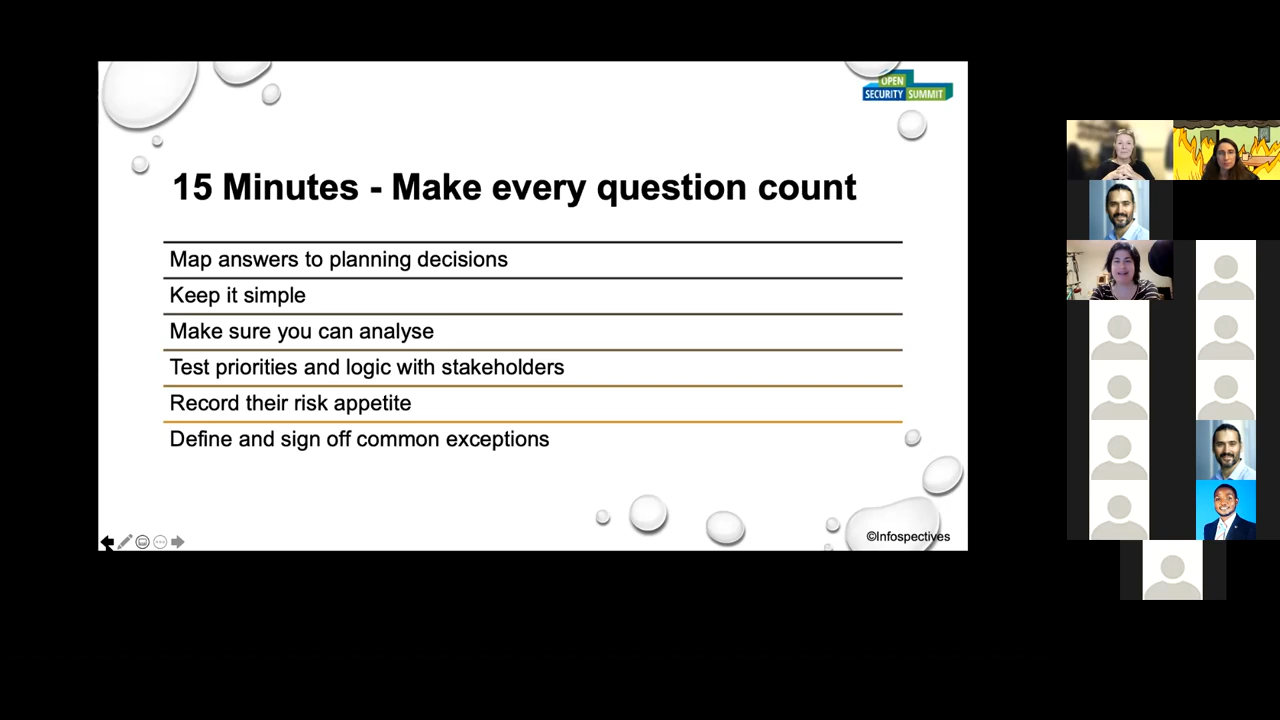 OPEN
SECURITY SUMMIT
15 Minutes - Make every question count
Map answers to planning decisions
Keep it simple
Make sure you can analyse
Test priorities and logic with stakeholders
Record their risk appetite
Define and sign off common exceptions
©Infospectives